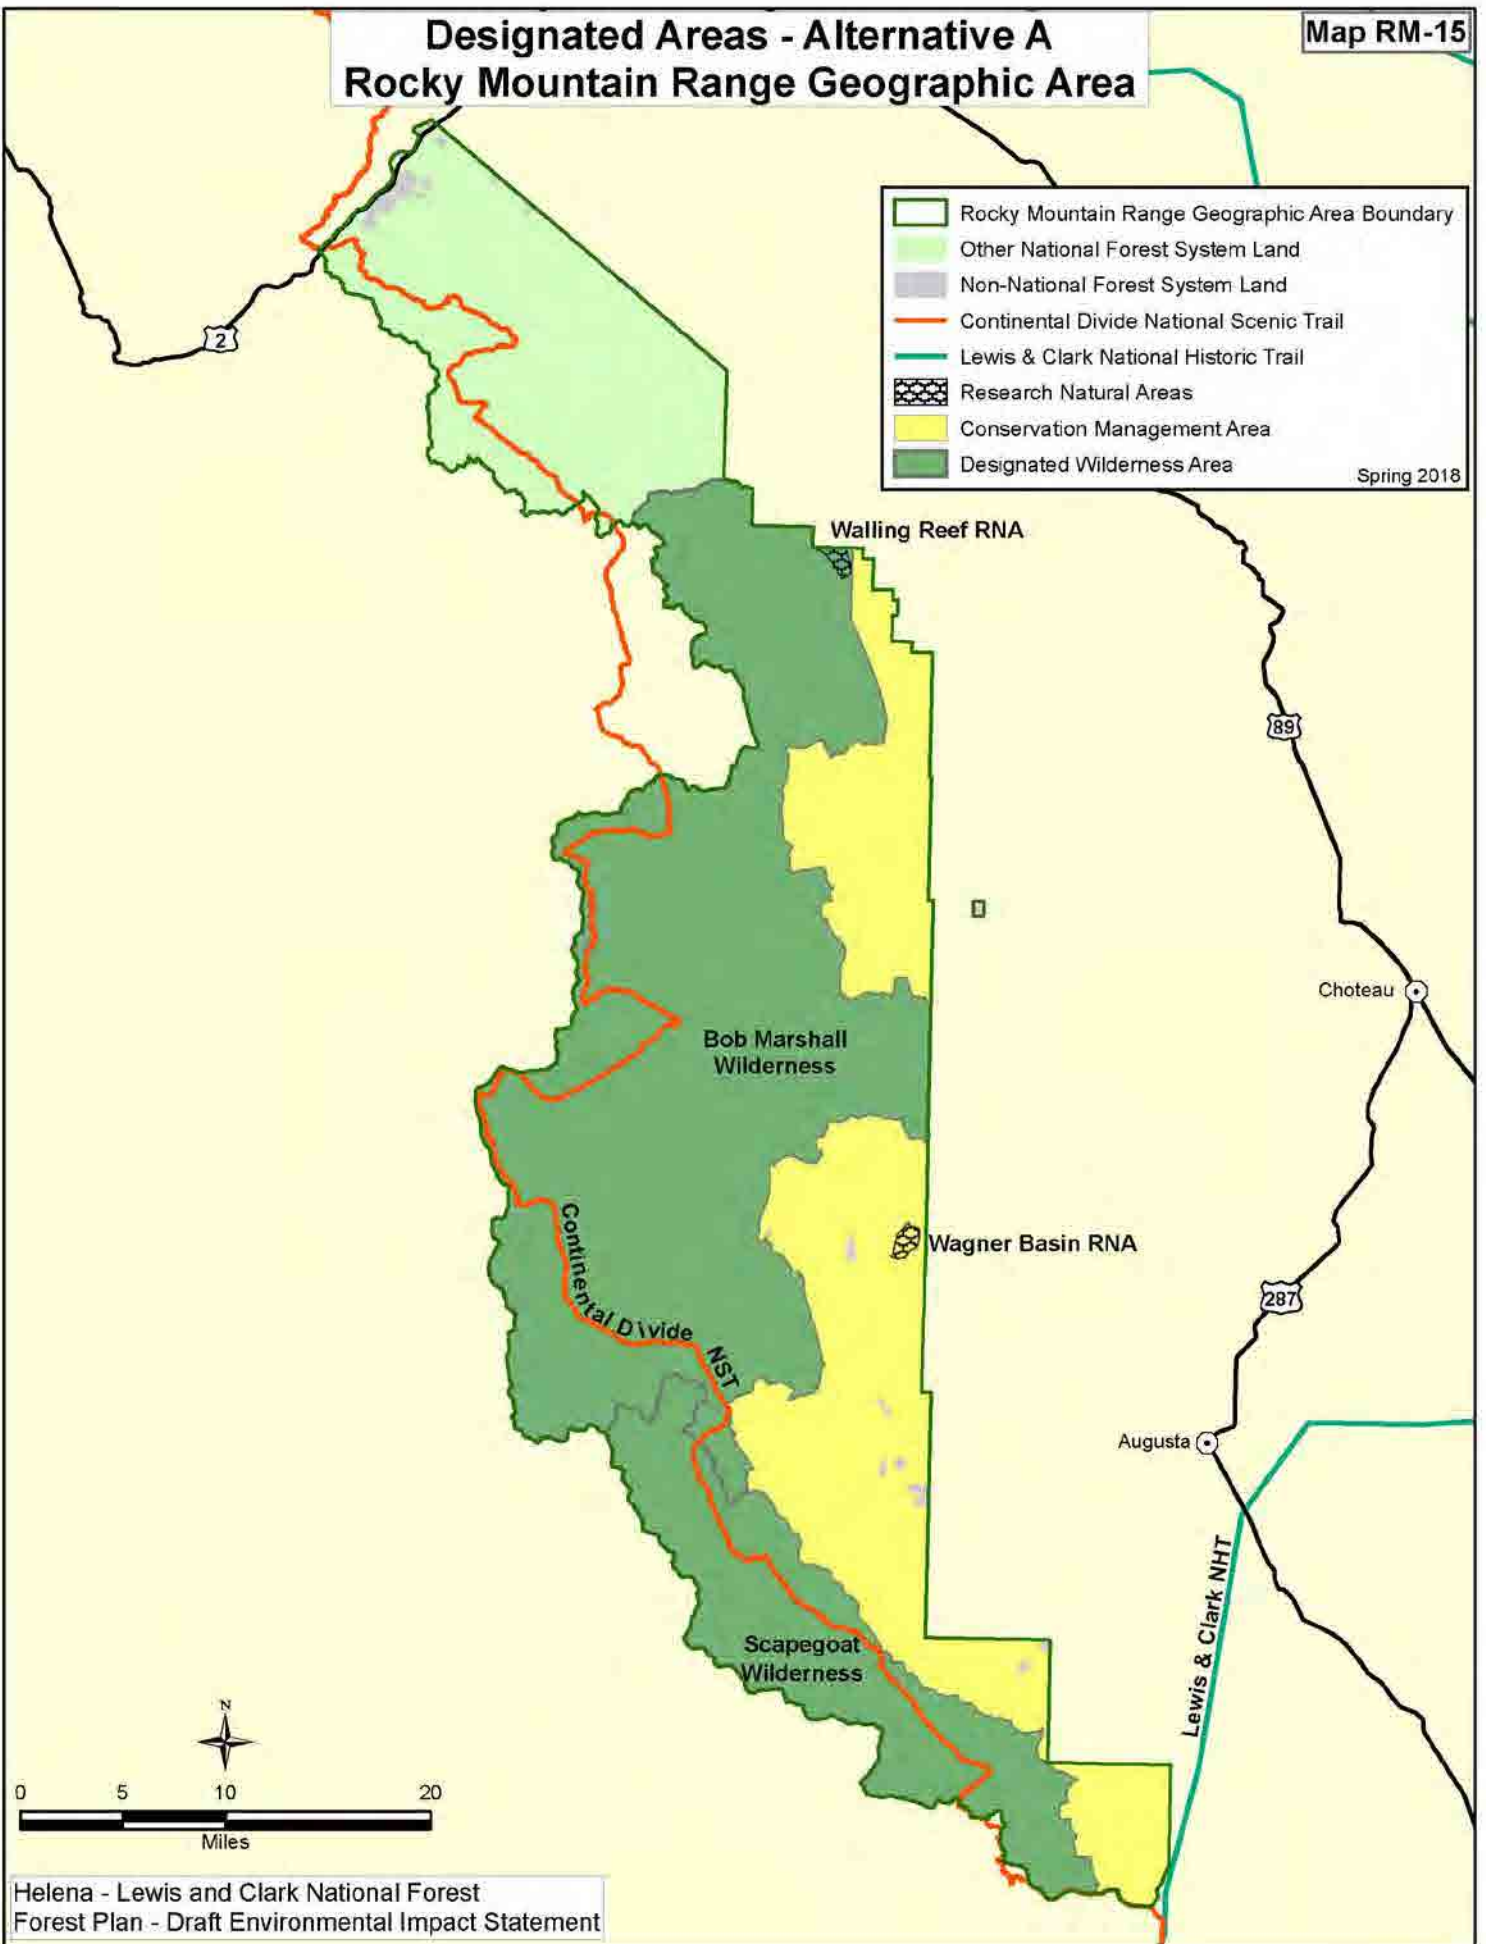 Designated Areas - Alternative A
Rocky Mountain Range Geographic Area
Map RM-15
Rocky Mountain Range Geographic Area Boundary
Other National Forest System Land
Non-National Forest System Land
Continental Divide National Scenic Trail
Lewis & Clark National Historic Trail
Research Natural Areas
Conservation Management Area
Designated Wilderness Area
Spring 2018
2
Walling Reef RNA
89
Choteau
Bob Marshall
Wilderness
Wagner Basin RNA
Continental Divide NST
287
Augusta
Lewis & Clark NHT
Scapegoat
Wilderness
N
0 5 10 20
Miles
Helena - Lewis and Clark National Forest
Forest Plan - Draft Environmental Impact Statement